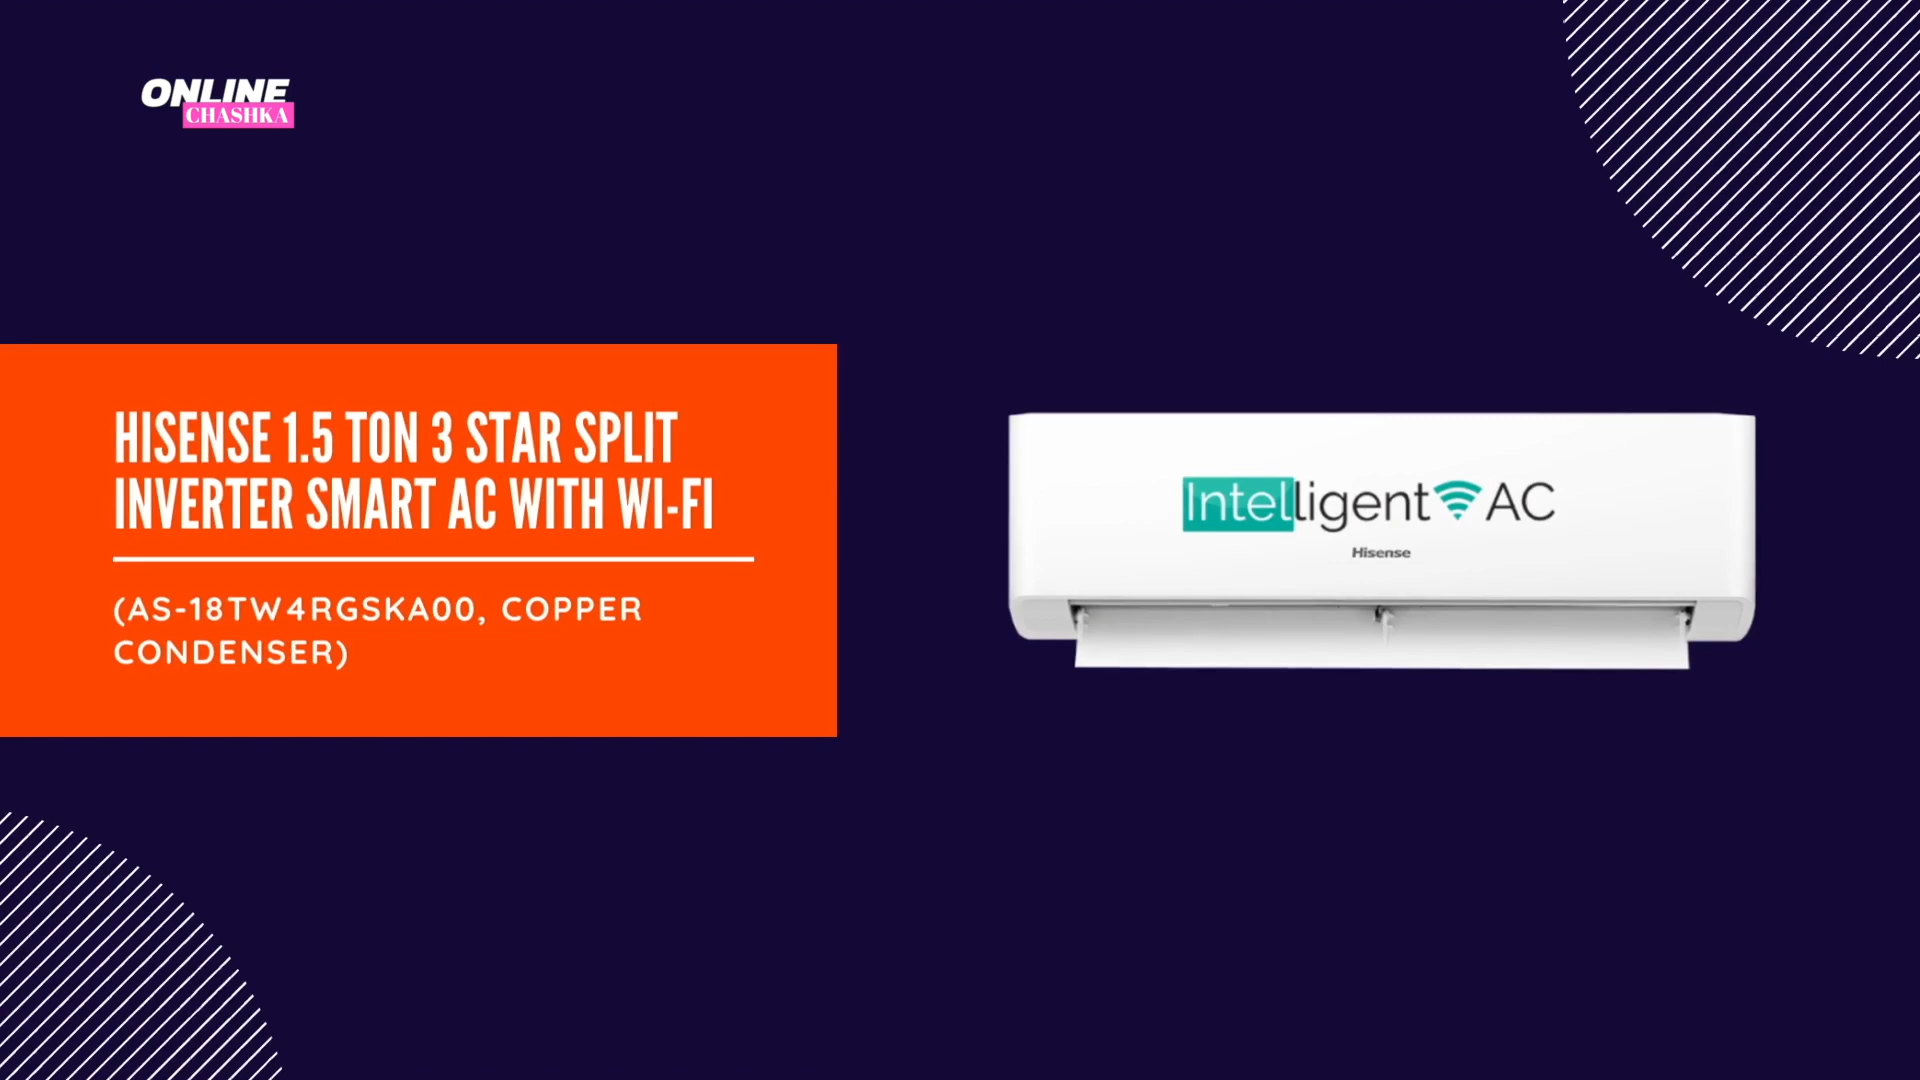 ONLINE
CHASHKA
HISENSE 1.5 TON 3 STAR SPLIT
INVERTER SMART AC WITH WI-FI
(AS-18TW4RGSKA00, COPPER
CONDENSER)
Intelligent AC
Hisense